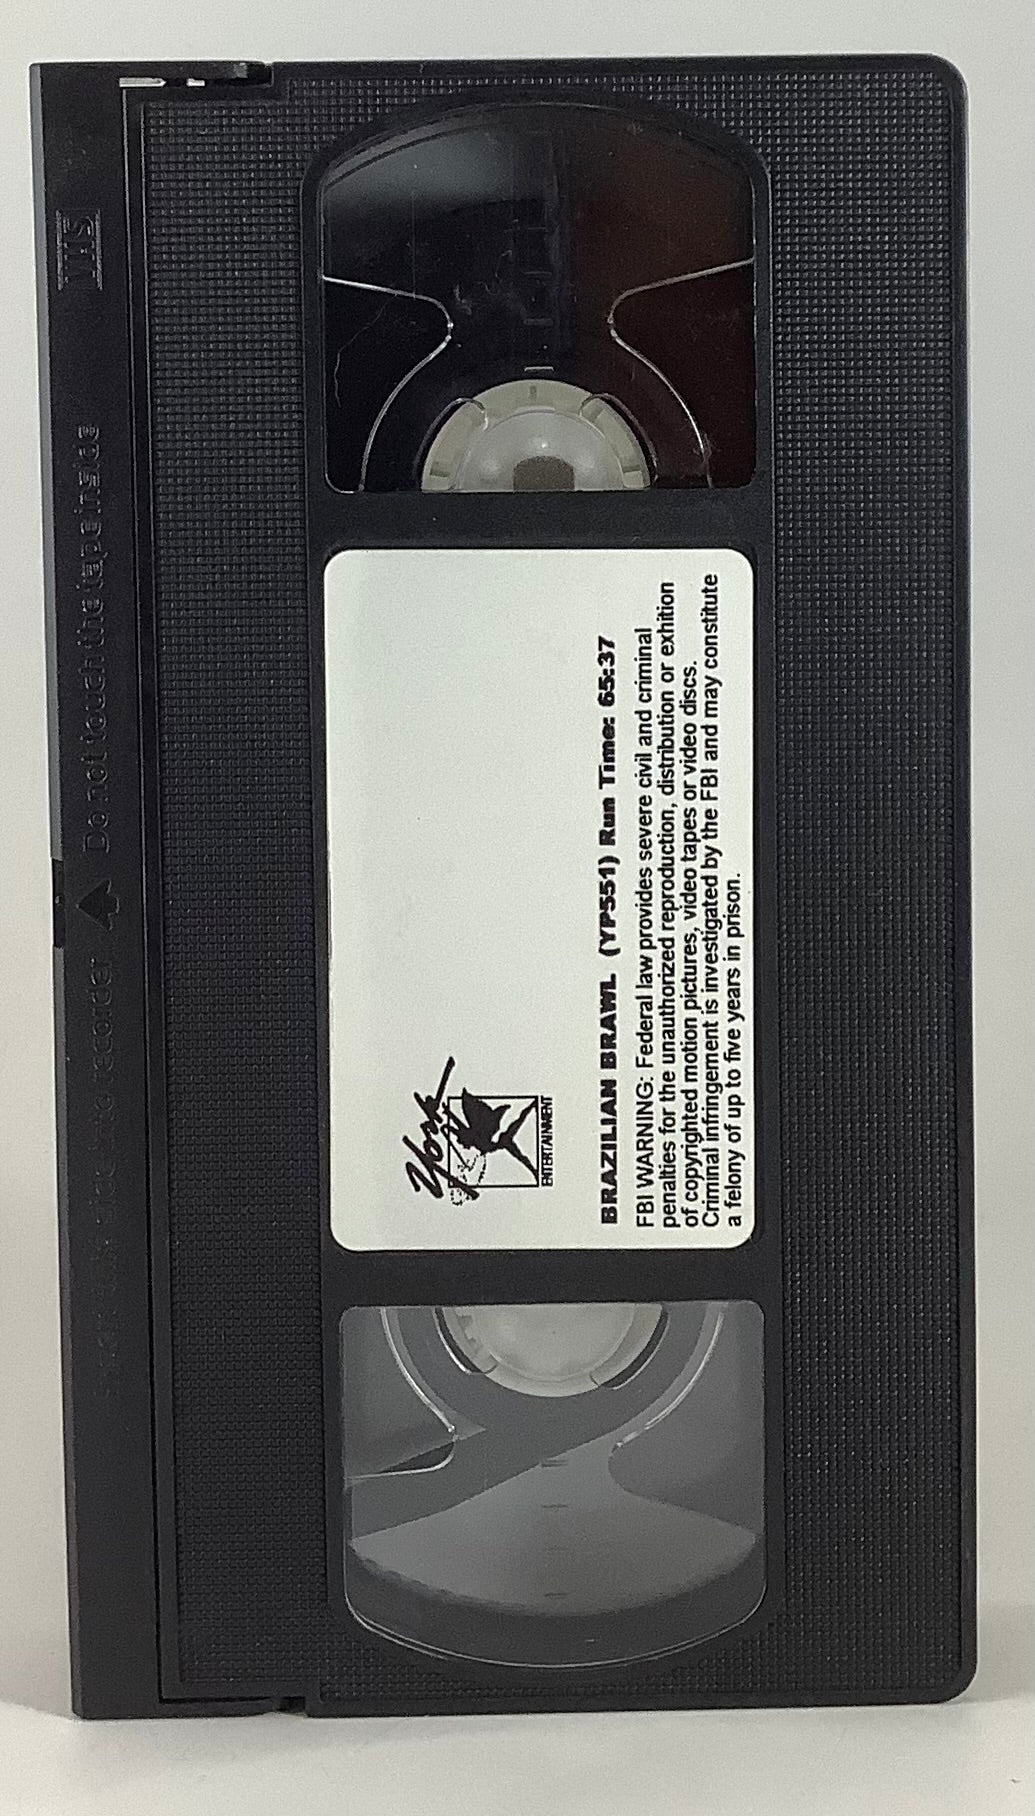 VHS
Do not touch the tape inside
York
ENTERTAINMENT
BRAZILIAN BRAWL (YP551) Run Time: 65:37
FBI WARNING: Federal law provides severe civil and criminal
penalties for the unauthorized reproduction, distribution or exhition
of copyrighted motion pictures, video tapes or video discs.
Criminal infringement is investigated by the FBI and may constitute
a felony of up to five years in prison.